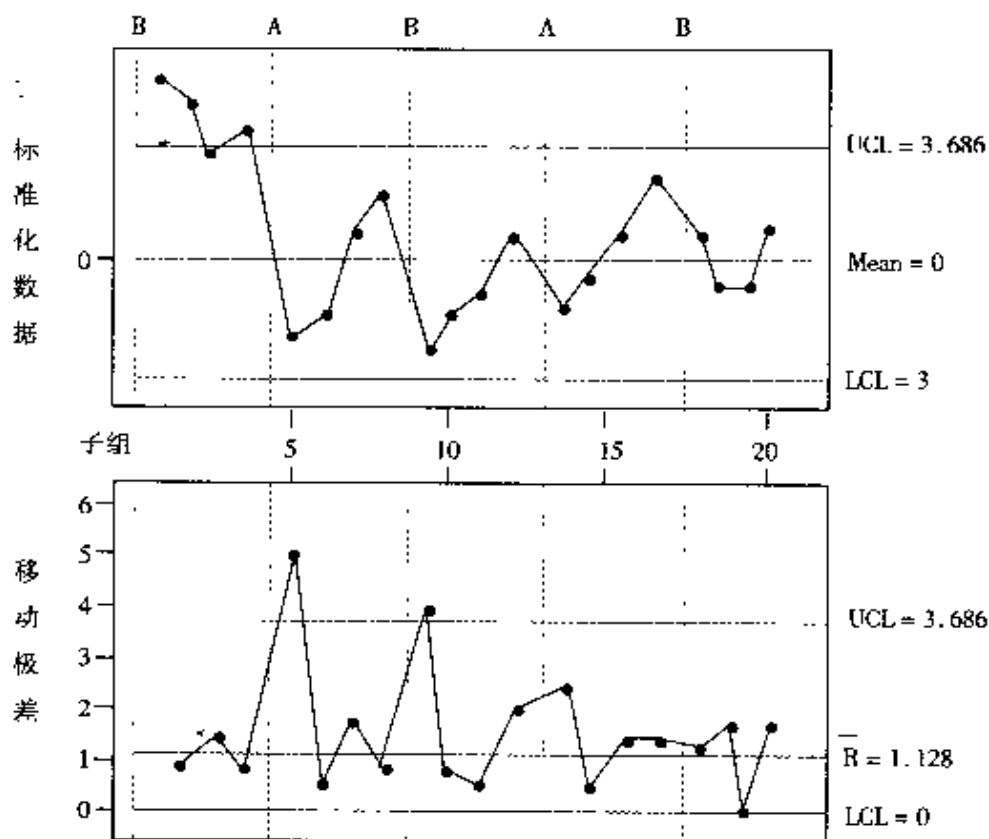 B A B A B
标准化数据
UCL = 3.686
0
Mean = 0
LCL = 3
子组 5 10 15 20
移动极差
6
5
4
UCL = 3.686
3
2
1
R̄ = 1.128
0
LCL = 0